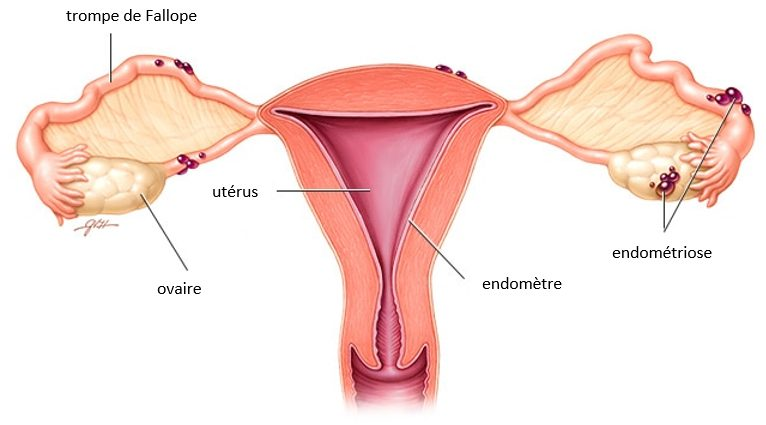 trompe de Fallope
utérus
endométriose
endomètre
ovaire